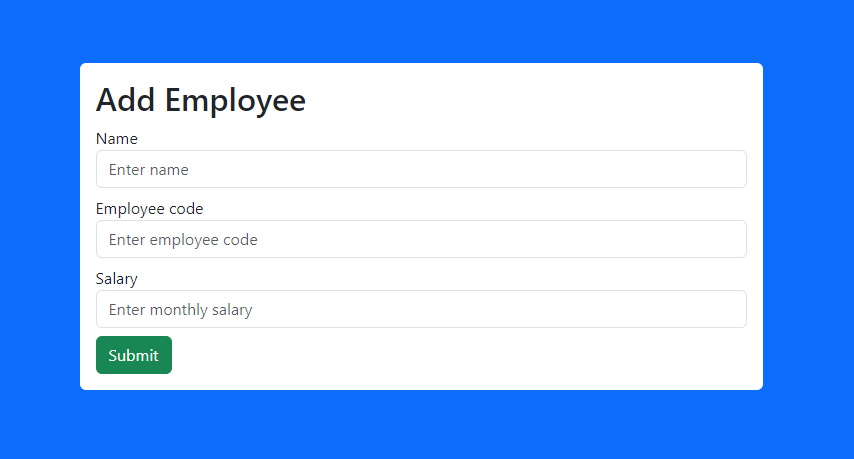 Add Employee
Name
Enter name
Employee code
Enter employee code
Salary
Enter monthly salary
Submit